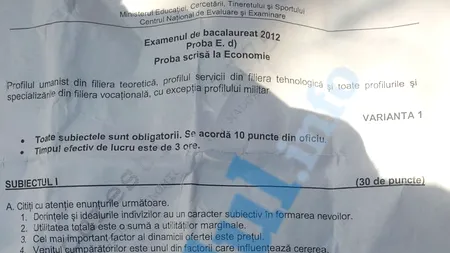 Ministerul Educației, Cercetării, Tineretului și Sportului
Centrul Național de Evaluare și Examinare
Examenul de bacalaureat 2012
Proba E. d)
Proba scrisă la Economie
Profilul umanist din filiera teoretică, profilul servicii din filiera tehnologică și toate profilurile și
specializările din filiera vocațională, cu excepția profilului militar
VARIANTA 1
• Toate subiectele sunt obligatorii. Se acordă 10 puncte din oficiu.
• Timpul efectiv de lucru este de 3 ore.
SUBIECTUL I (30 de puncte)
A. Citiți cu atenție enunțurile următoare.
1. Dorințele și idealurile indivizilor au un caracter subiectiv în formarea nevoilor.
2. Utilitatea totală este o sumă a utilităților marginale.
3. Cel mai important factor al dinamicii ofertei este prețul.
4. Venitul cumpărătorilor este unul din factorii care influențează cererea.